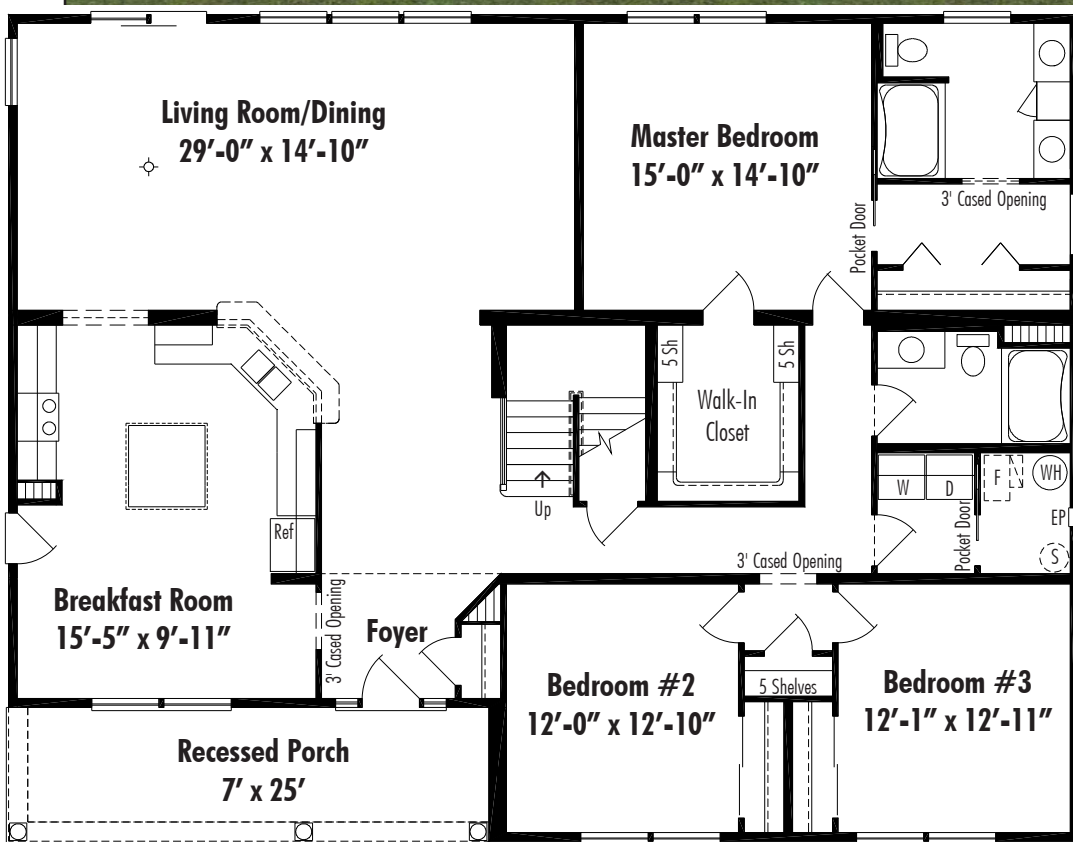 Living Room/Dining
29′-0″ x 14′-10″
Master Bedroom
15′-0″ x 14′-10″
3' Cased Opening
Pocket Door
5 Sh
5 Sh
Walk-In
Closet
Up
Ref
W
D
F
WH
EP
S
Pocket Door
3' Cased Opening
Breakfast Room
15′-5″ x 9′-11″
3' Cased Opening
Foyer
Bedroom #2
12′-0″ x 12′-10″
5 Shelves
Bedroom #3
12′-1″ x 12′-11″
Recessed Porch
7′ x 25′